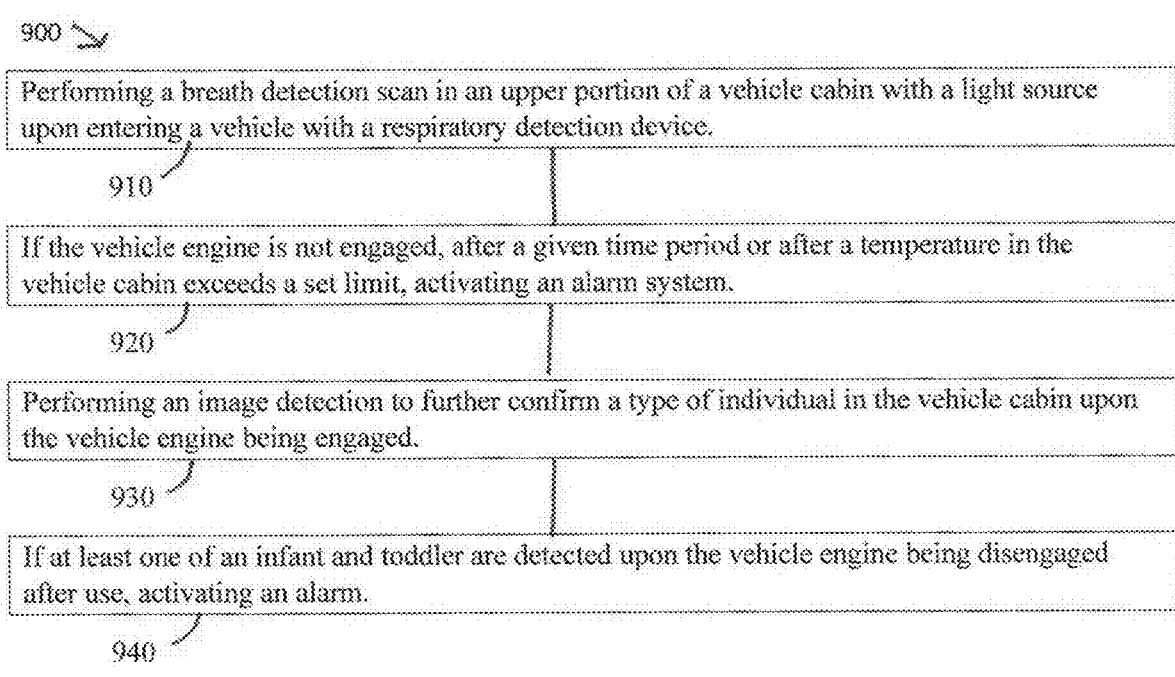 900
Performing a breath detection scan in an upper portion of a vehicle cabin with a light source
upon entering a vehicle with a respiratory detection device.
910
If the vehicle engine is not engaged, after a given time period or after a temperature in the
vehicle cabin exceeds a set limit, activating an alarm system.
920
Performing an image detection to further confirm a type of individual in the vehicle cabin upon
the vehicle engine being engaged.
930
If at least one of an infant and toddler are detected upon the vehicle engine being disengaged
after use, activating an alarm.
940